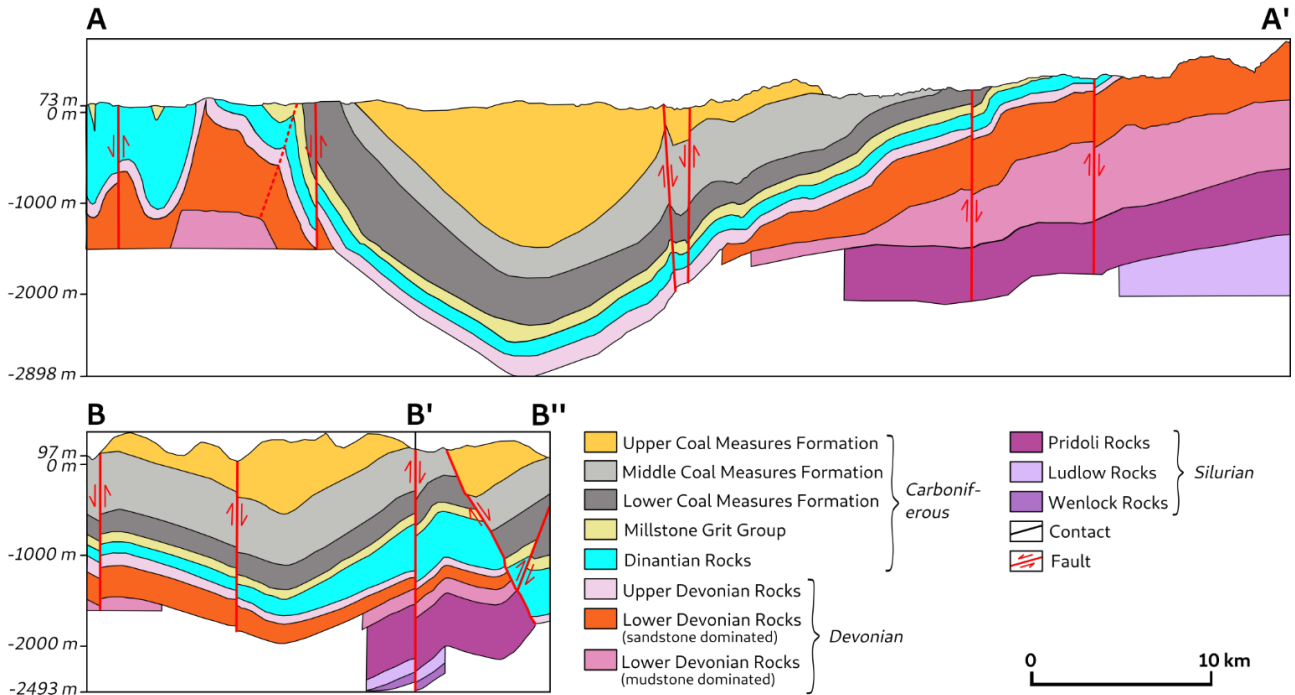 A
A'
73 m
0 m
-1000 m
-2000 m
-2898 m
B
B'
B''
97 m
0 m
-1000 m
-2000 m
-2493 m
Upper Coal Measures Formation
Middle Coal Measures Formation
Lower Coal Measures Formation
Millstone Grit Group
Dinantian Rocks
Carbonif-
erous
Upper Devonian Rocks
Lower Devonian Rocks
(sandstone dominated)
Lower Devonian Rocks
(mudstone dominated)
Devonian
Pridoli Rocks
Ludlow Rocks
Wenlock Rocks
Silurian
Contact
Fault
0
10 km